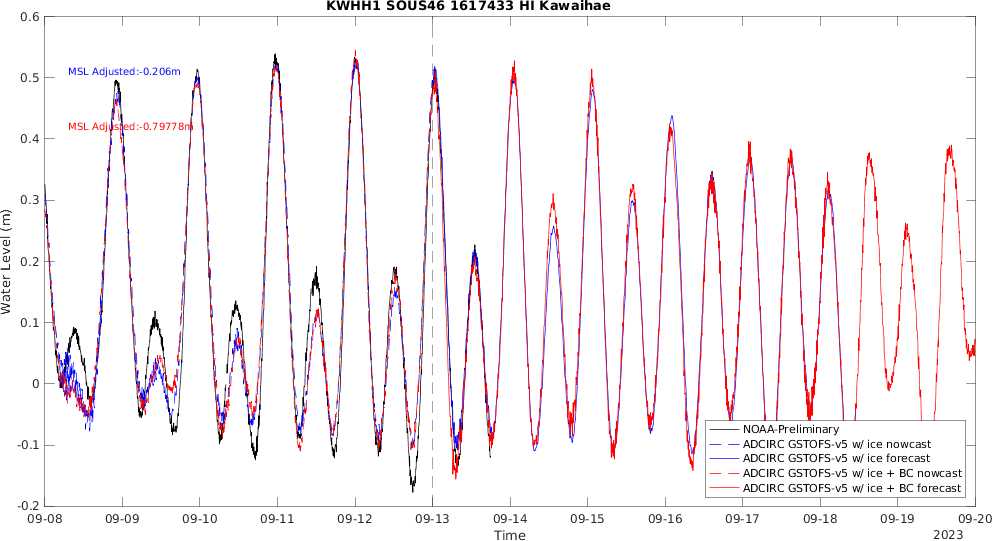 KWHH1 SOUS46 1617433 HI Kawaihae
0.6
0.5
0.4
0.3
0.2
0.1
0
-0.1
-0.2
Water Level (m)
MSL Adjusted:-0.206m
MSL Adjusted:-0.79778m
NOAA-Preliminary
ADCIRC GSTOFS-v5 w/ ice nowcast
ADCIRC GSTOFS-v5 w/ ice forecast
ADCIRC GSTOFS-v5 w/ ice + BC nowcast
ADCIRC GSTOFS-v5 w/ ice + BC forecast
09-08 09-09 09-10 09-11 09-12 09-13 09-14 09-15 09-16 09-17 09-18 09-19 09-20
Time
2023